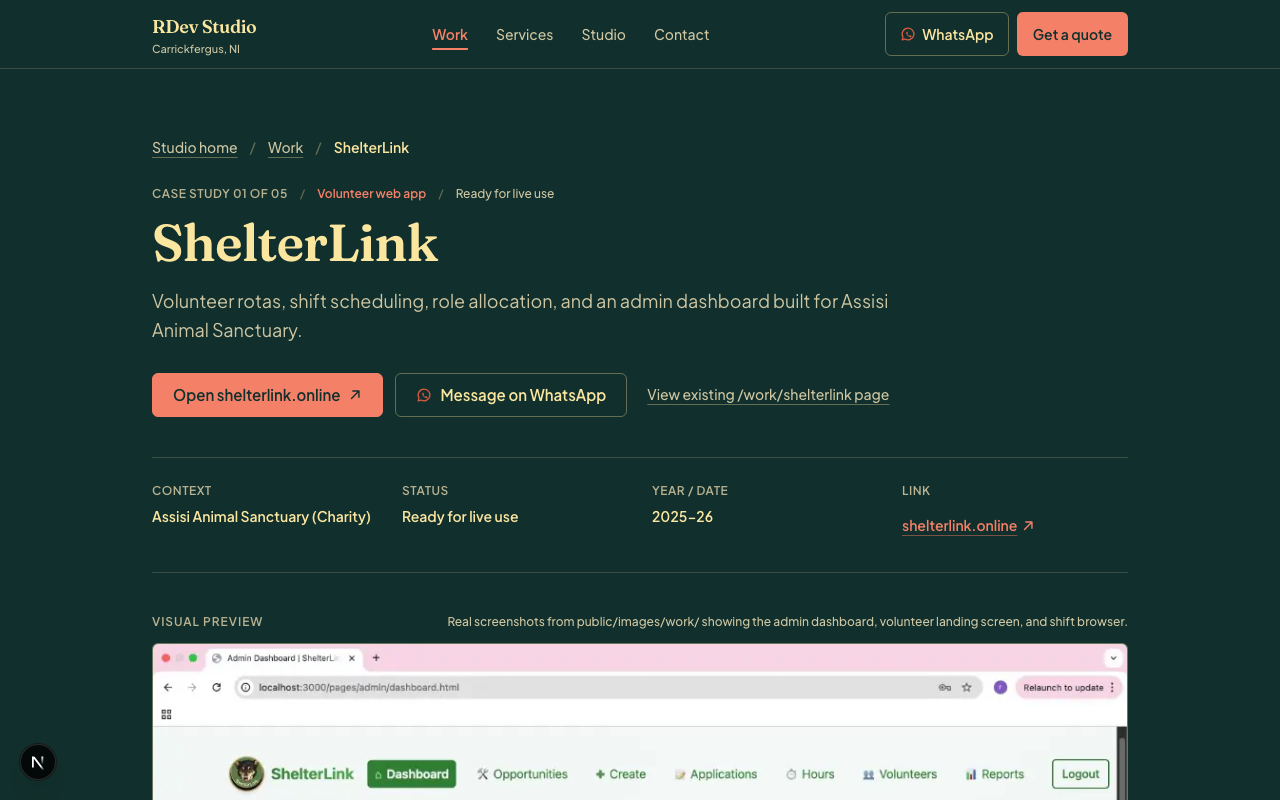 RDev Studio
Carrickfergus, NI
Work
Services
Studio
Contact
WhatsApp
Get a quote
Studio home / Work / ShelterLink
CASE STUDY 01 OF 05 / Volunteer web app / Ready for live use
ShelterLink
Volunteer rotas, shift scheduling, role allocation, and an admin dashboard built for Assisi
Animal Sanctuary.
Open shelterlink.online ↗
Message on WhatsApp
View existing /work/shelterlink page
CONTEXT
Assisi Animal Sanctuary (Charity)
STATUS
Ready for live use
YEAR / DATE
2025–26
LINK
shelterlink.online ↗
VISUAL PREVIEW
Real screenshots from public/images/work/ showing the admin dashboard, volunteer landing screen, and shift browser.
Admin Dashboard | ShelterLi
localhost:3000/pages/admin/dashboard.html
r
Relaunch to update
ShelterLink
Dashboard
Opportunities
Create
Applications
Hours
Volunteers
Reports
Logout
N